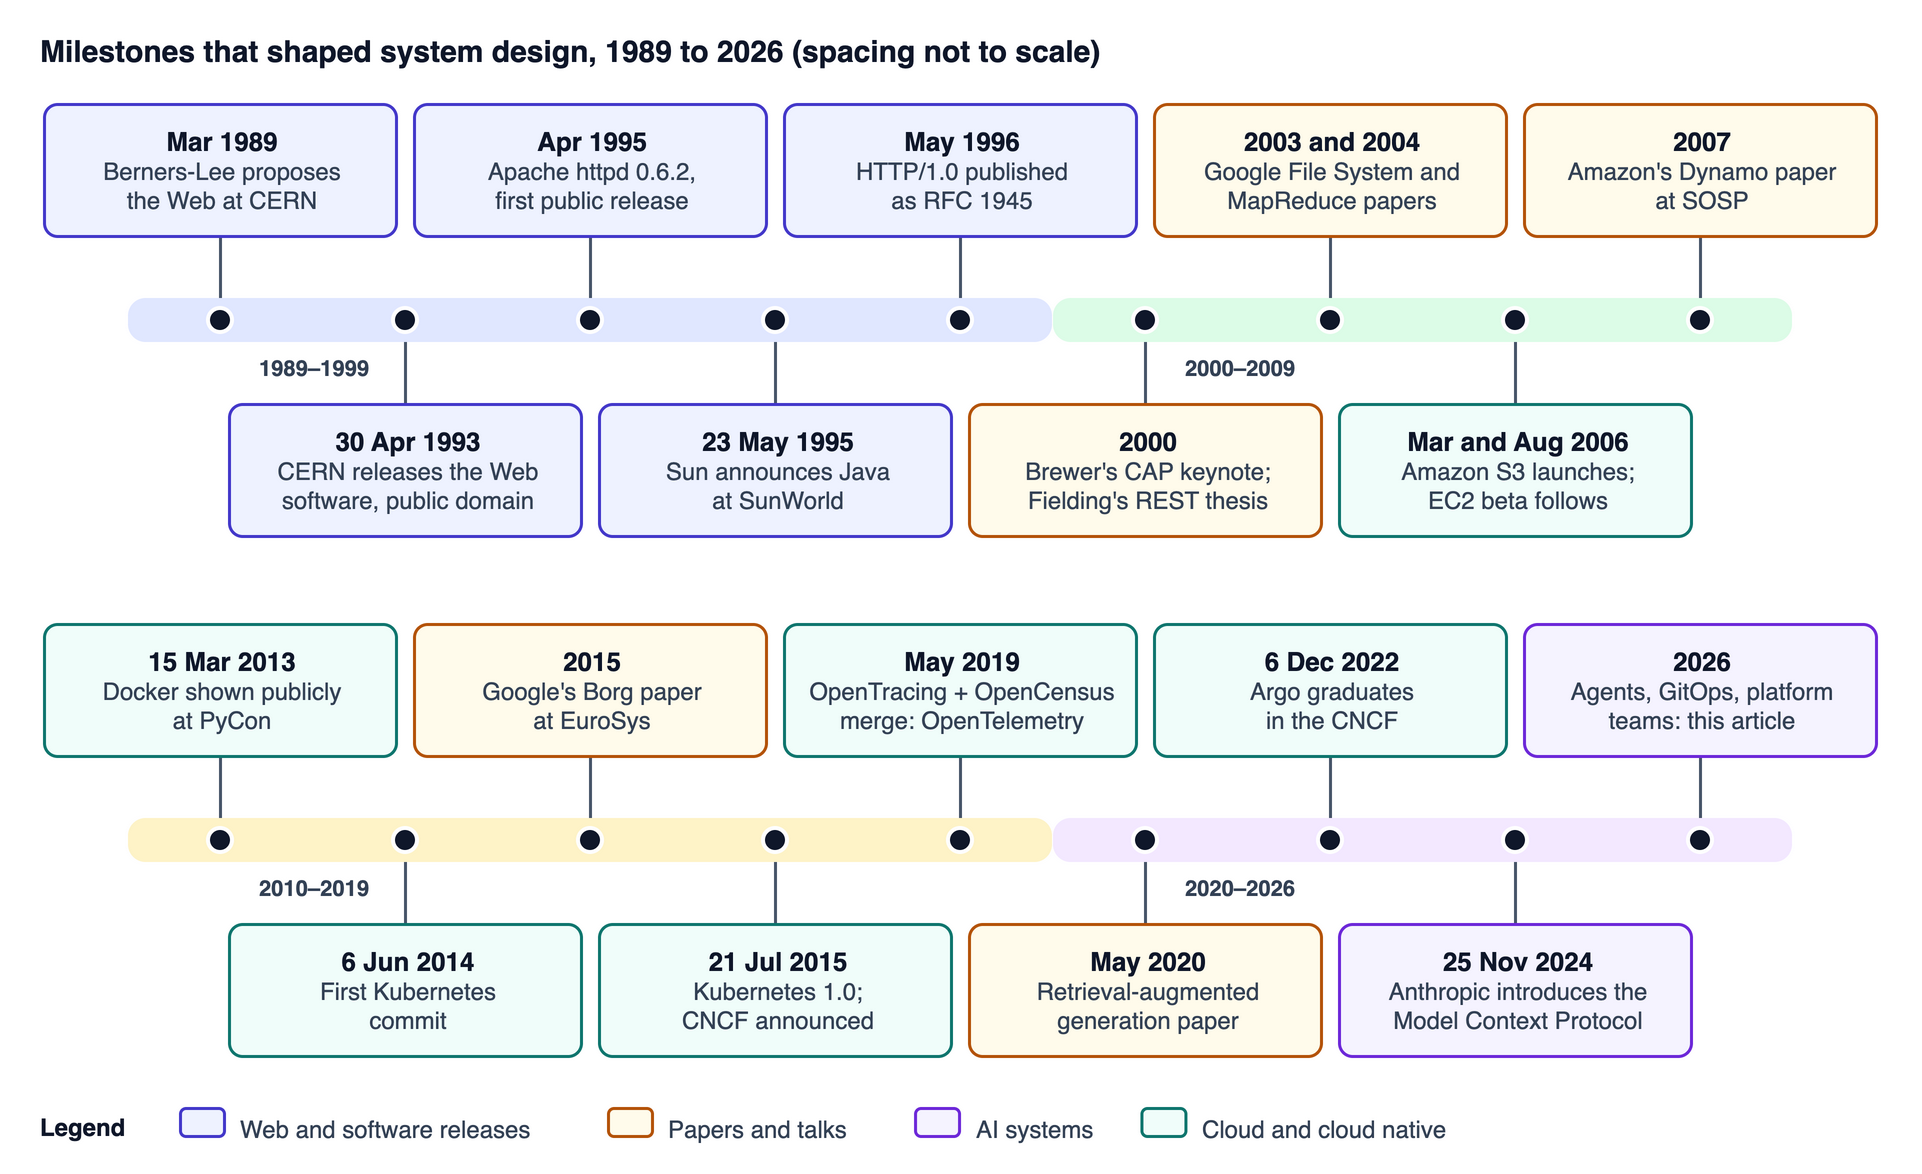 Milestones that shaped system design, 1989 to 2026 (spacing not to scale)
Mar 1989
Berners-Lee proposes
the Web at CERN
Apr 1995
Apache httpd 0.6.2,
first public release
May 1996
HTTP/1.0 published
as RFC 1945
2003 and 2004
Google File System and
MapReduce papers
2007
Amazon's Dynamo paper
at SOSP
1989–1999
2000–2009
30 Apr 1993
CERN releases the Web
software, public domain
23 May 1995
Sun announces Java
at SunWorld
2000
Brewer's CAP keynote;
Fielding's REST thesis
Mar and Aug 2006
Amazon S3 launches;
EC2 beta follows
15 Mar 2013
Docker shown publicly
at PyCon
2015
Google's Borg paper
at EuroSys
May 2019
OpenTracing + OpenCensus
merge: OpenTelemetry
6 Dec 2022
Argo graduates
in the CNCF
2026
Agents, GitOps, platform
teams: this article
2010–2019
2020–2026
6 Jun 2014
First Kubernetes
commit
21 Jul 2015
Kubernetes 1.0;
CNCF announced
May 2020
Retrieval-augmented
generation paper
25 Nov 2024
Anthropic introduces the
Model Context Protocol
Legend
Web and software releases
Papers and talks
AI systems
Cloud and cloud native